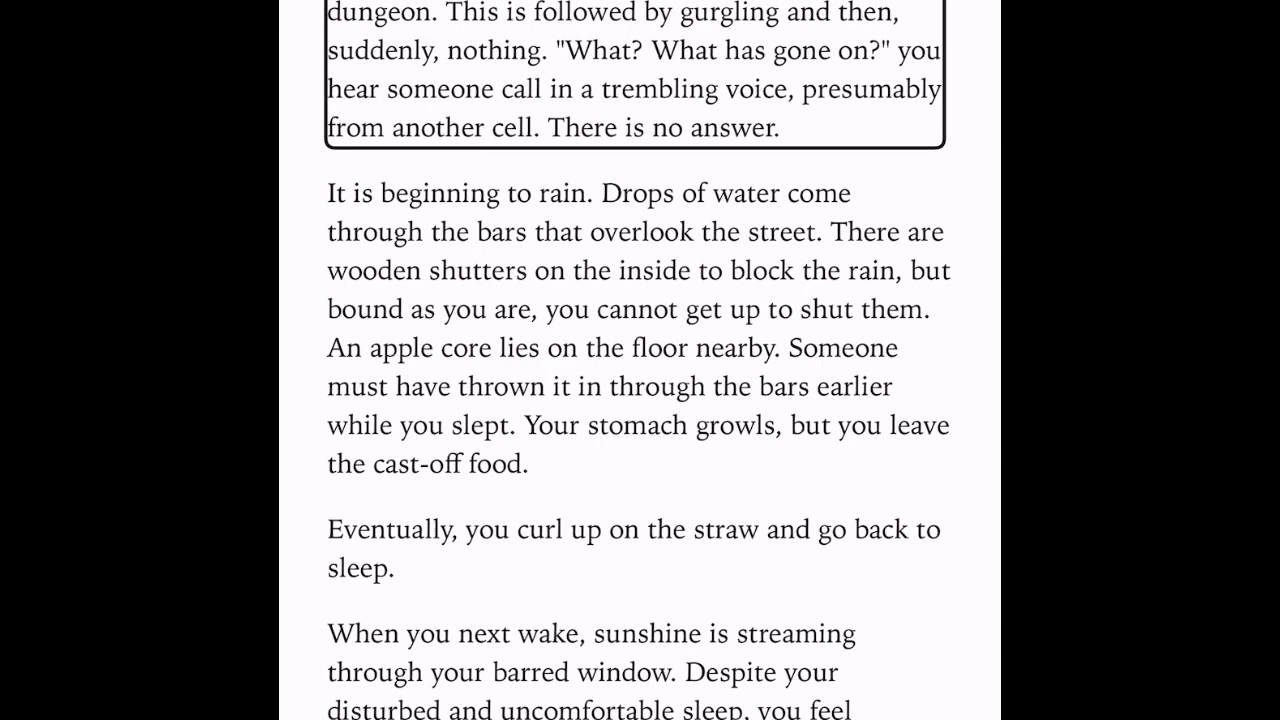 dungeon. This is followed by gurgling and then,
suddenly, nothing. "What? What has gone on?" you
hear someone call in a trembling voice, presumably
from another cell. There is no answer.
It is beginning to rain. Drops of water come
through the bars that overlook the street. There are
wooden shutters on the inside to block the rain, but
bound as you are, you cannot get up to shut them.
An apple core lies on the floor nearby. Someone
must have thrown it in through the bars earlier
while you slept. Your stomach growls, but you leave
the cast-off food.
Eventually, you curl up on the straw and go back to
sleep.
When you next wake, sunshine is streaming
through your barred window. Despite your
disturbed and uncomfortable sleep, you feel